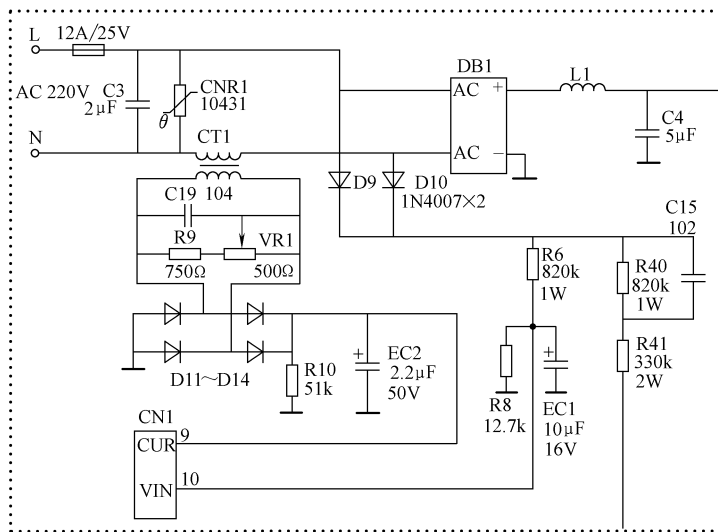 L
12A/25V
AC 220V
C3
2μF
CNR1
10431
θ
N
CT1
104
DB1
AC +
AC −
L1
C4
5μF
D9
D10
1N4007×2
C19
R9
750Ω
VR1
500Ω
C15
102
R6
820k
1W
R40
820k
1W
R41
330k
2W
D11~D14
R10
51k
+
EC2
2.2μF
50V
R8
12.7k
+
EC1
10μF
16V
CN1
CUR 9
VIN 10